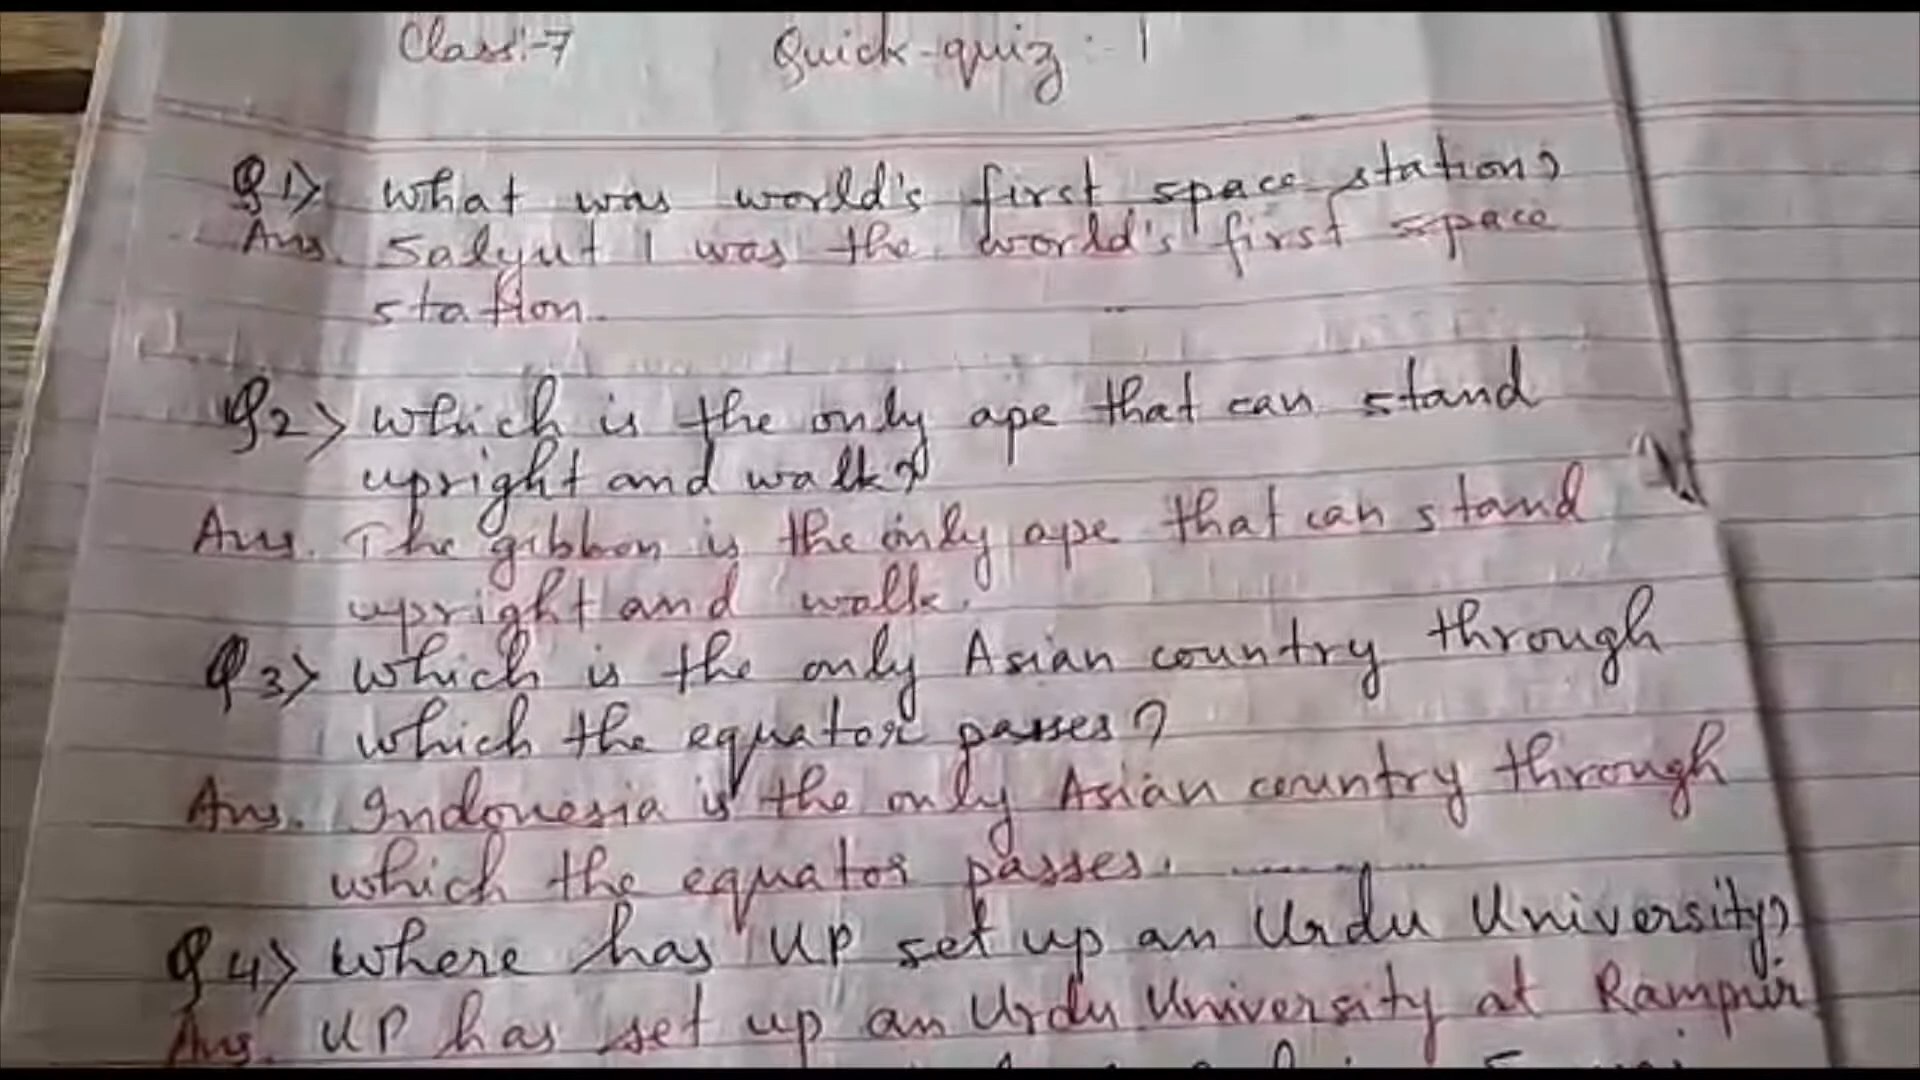 Class:-7 Quick-quiz : 1
Q1> What was world's first space station?
Ans. Salyut 1 was the world's first space
station.
Q2> Which is the only ape that can stand
upright and walk?
Ans. The gibbon is the only ape that can stand
upright and walk.
Q3> Which is the only Asian country through
which the equator passes?
Ans. Indonesia is the only Asian country through
which the equator passes.
Q4> Where has UP set up an Urdu University?
Ans. UP has set up an Urdu University at Rampur